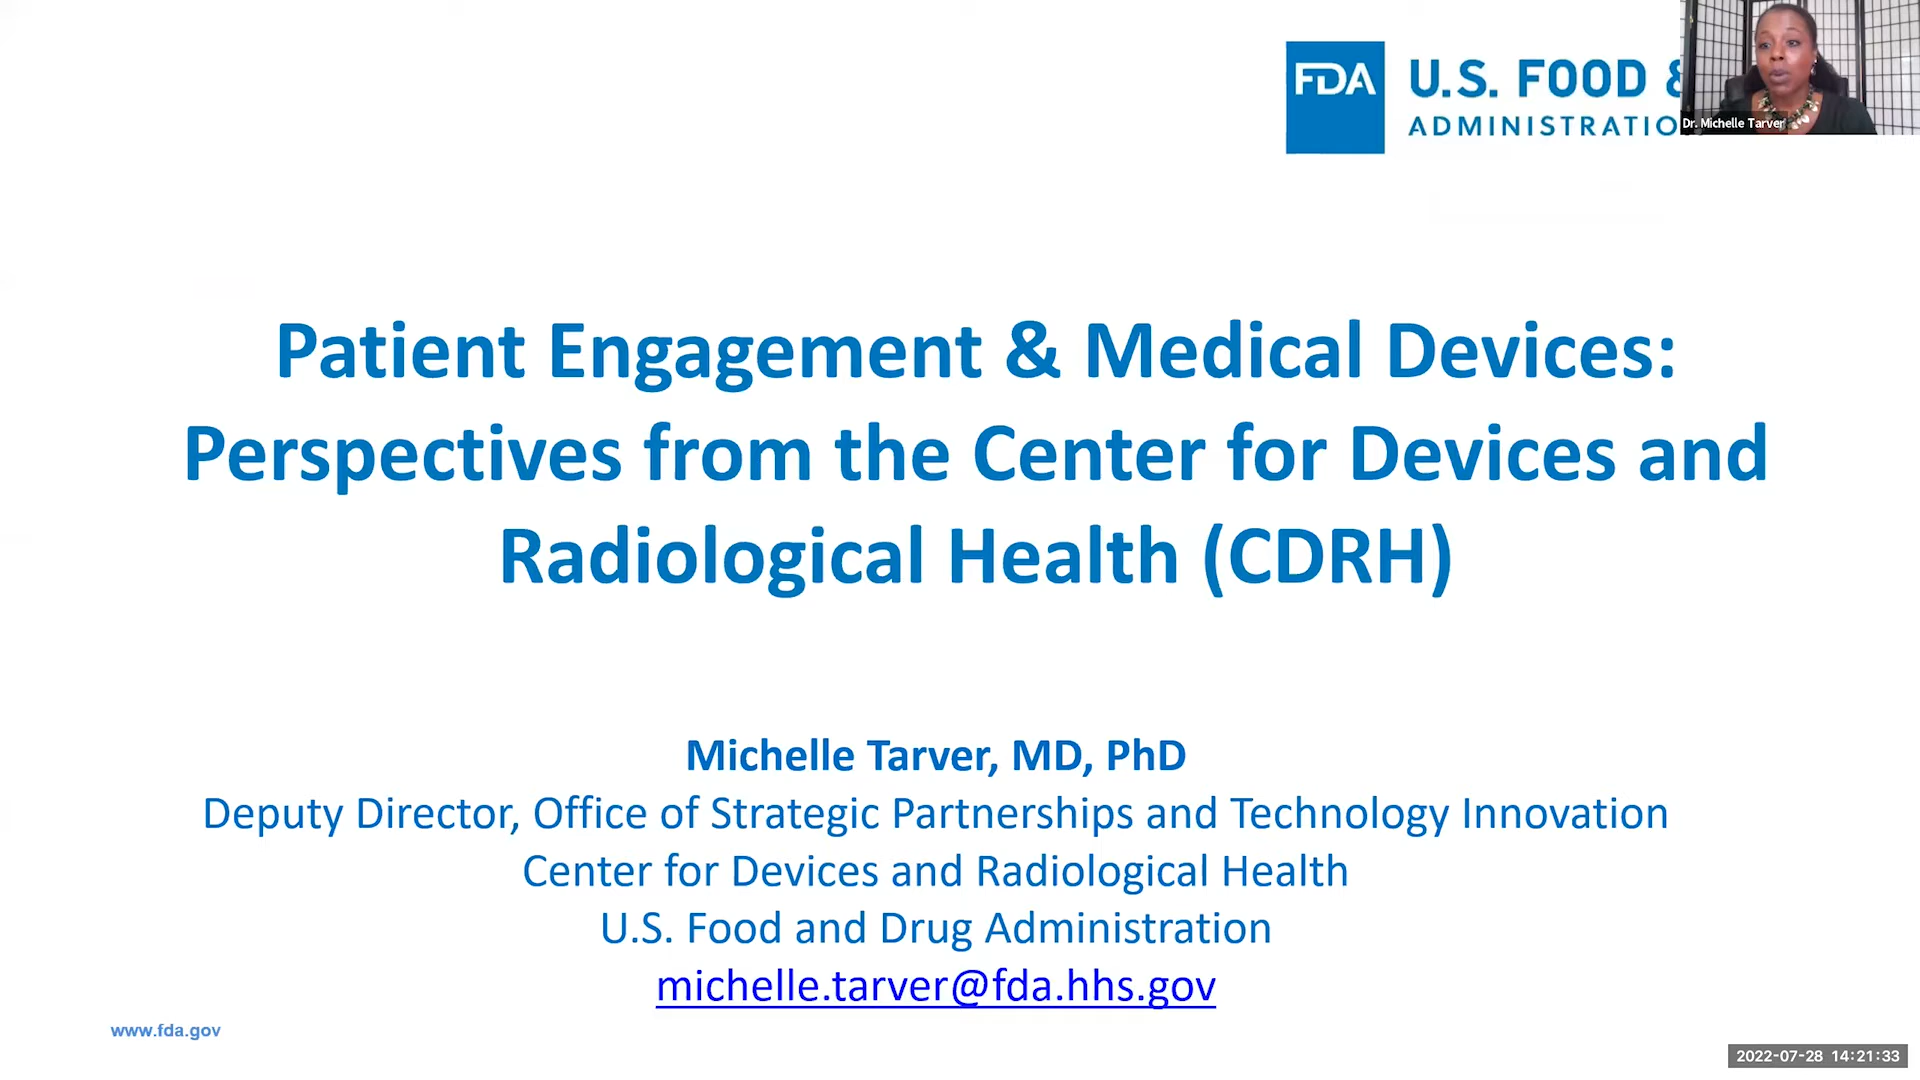 FDA
U.S. FOOD &
ADMINISTRATIO
Dr. Michelle Tarver
Patient Engagement & Medical Devices:
Perspectives from the Center for Devices and
Radiological Health (CDRH)
Michelle Tarver, MD, PhD
Deputy Director, Office of Strategic Partnerships and Technology Innovation
Center for Devices and Radiological Health
U.S. Food and Drug Administration
michelle.tarver@fda.hhs.gov
www.fda.gov
2022-07-28 14:21:33